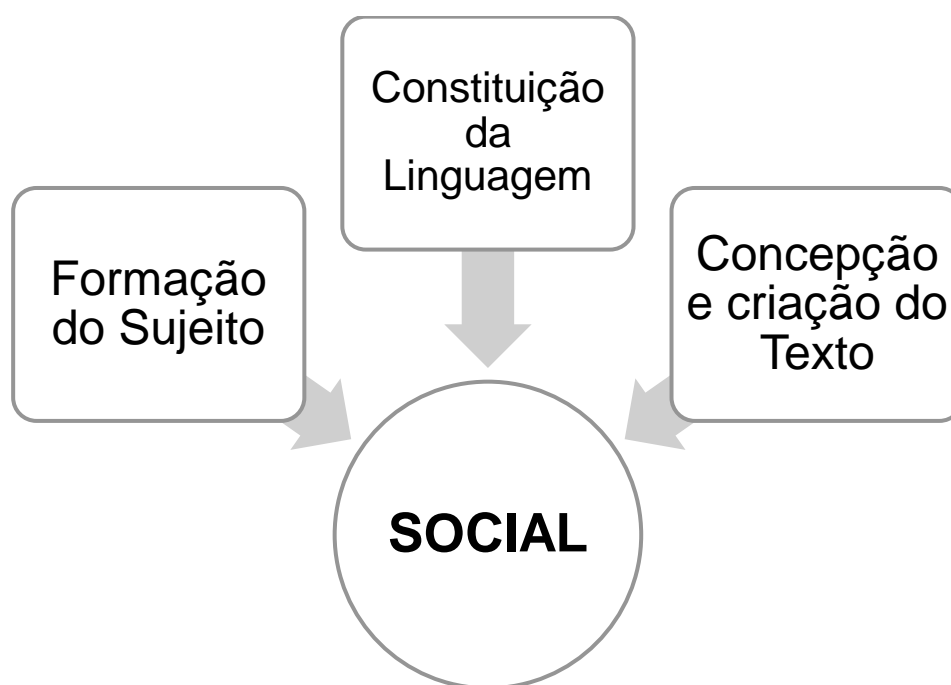 Constituição
da
Linguagem
Formação
do Sujeito
Concepção
e criação do
Texto
SOCIAL